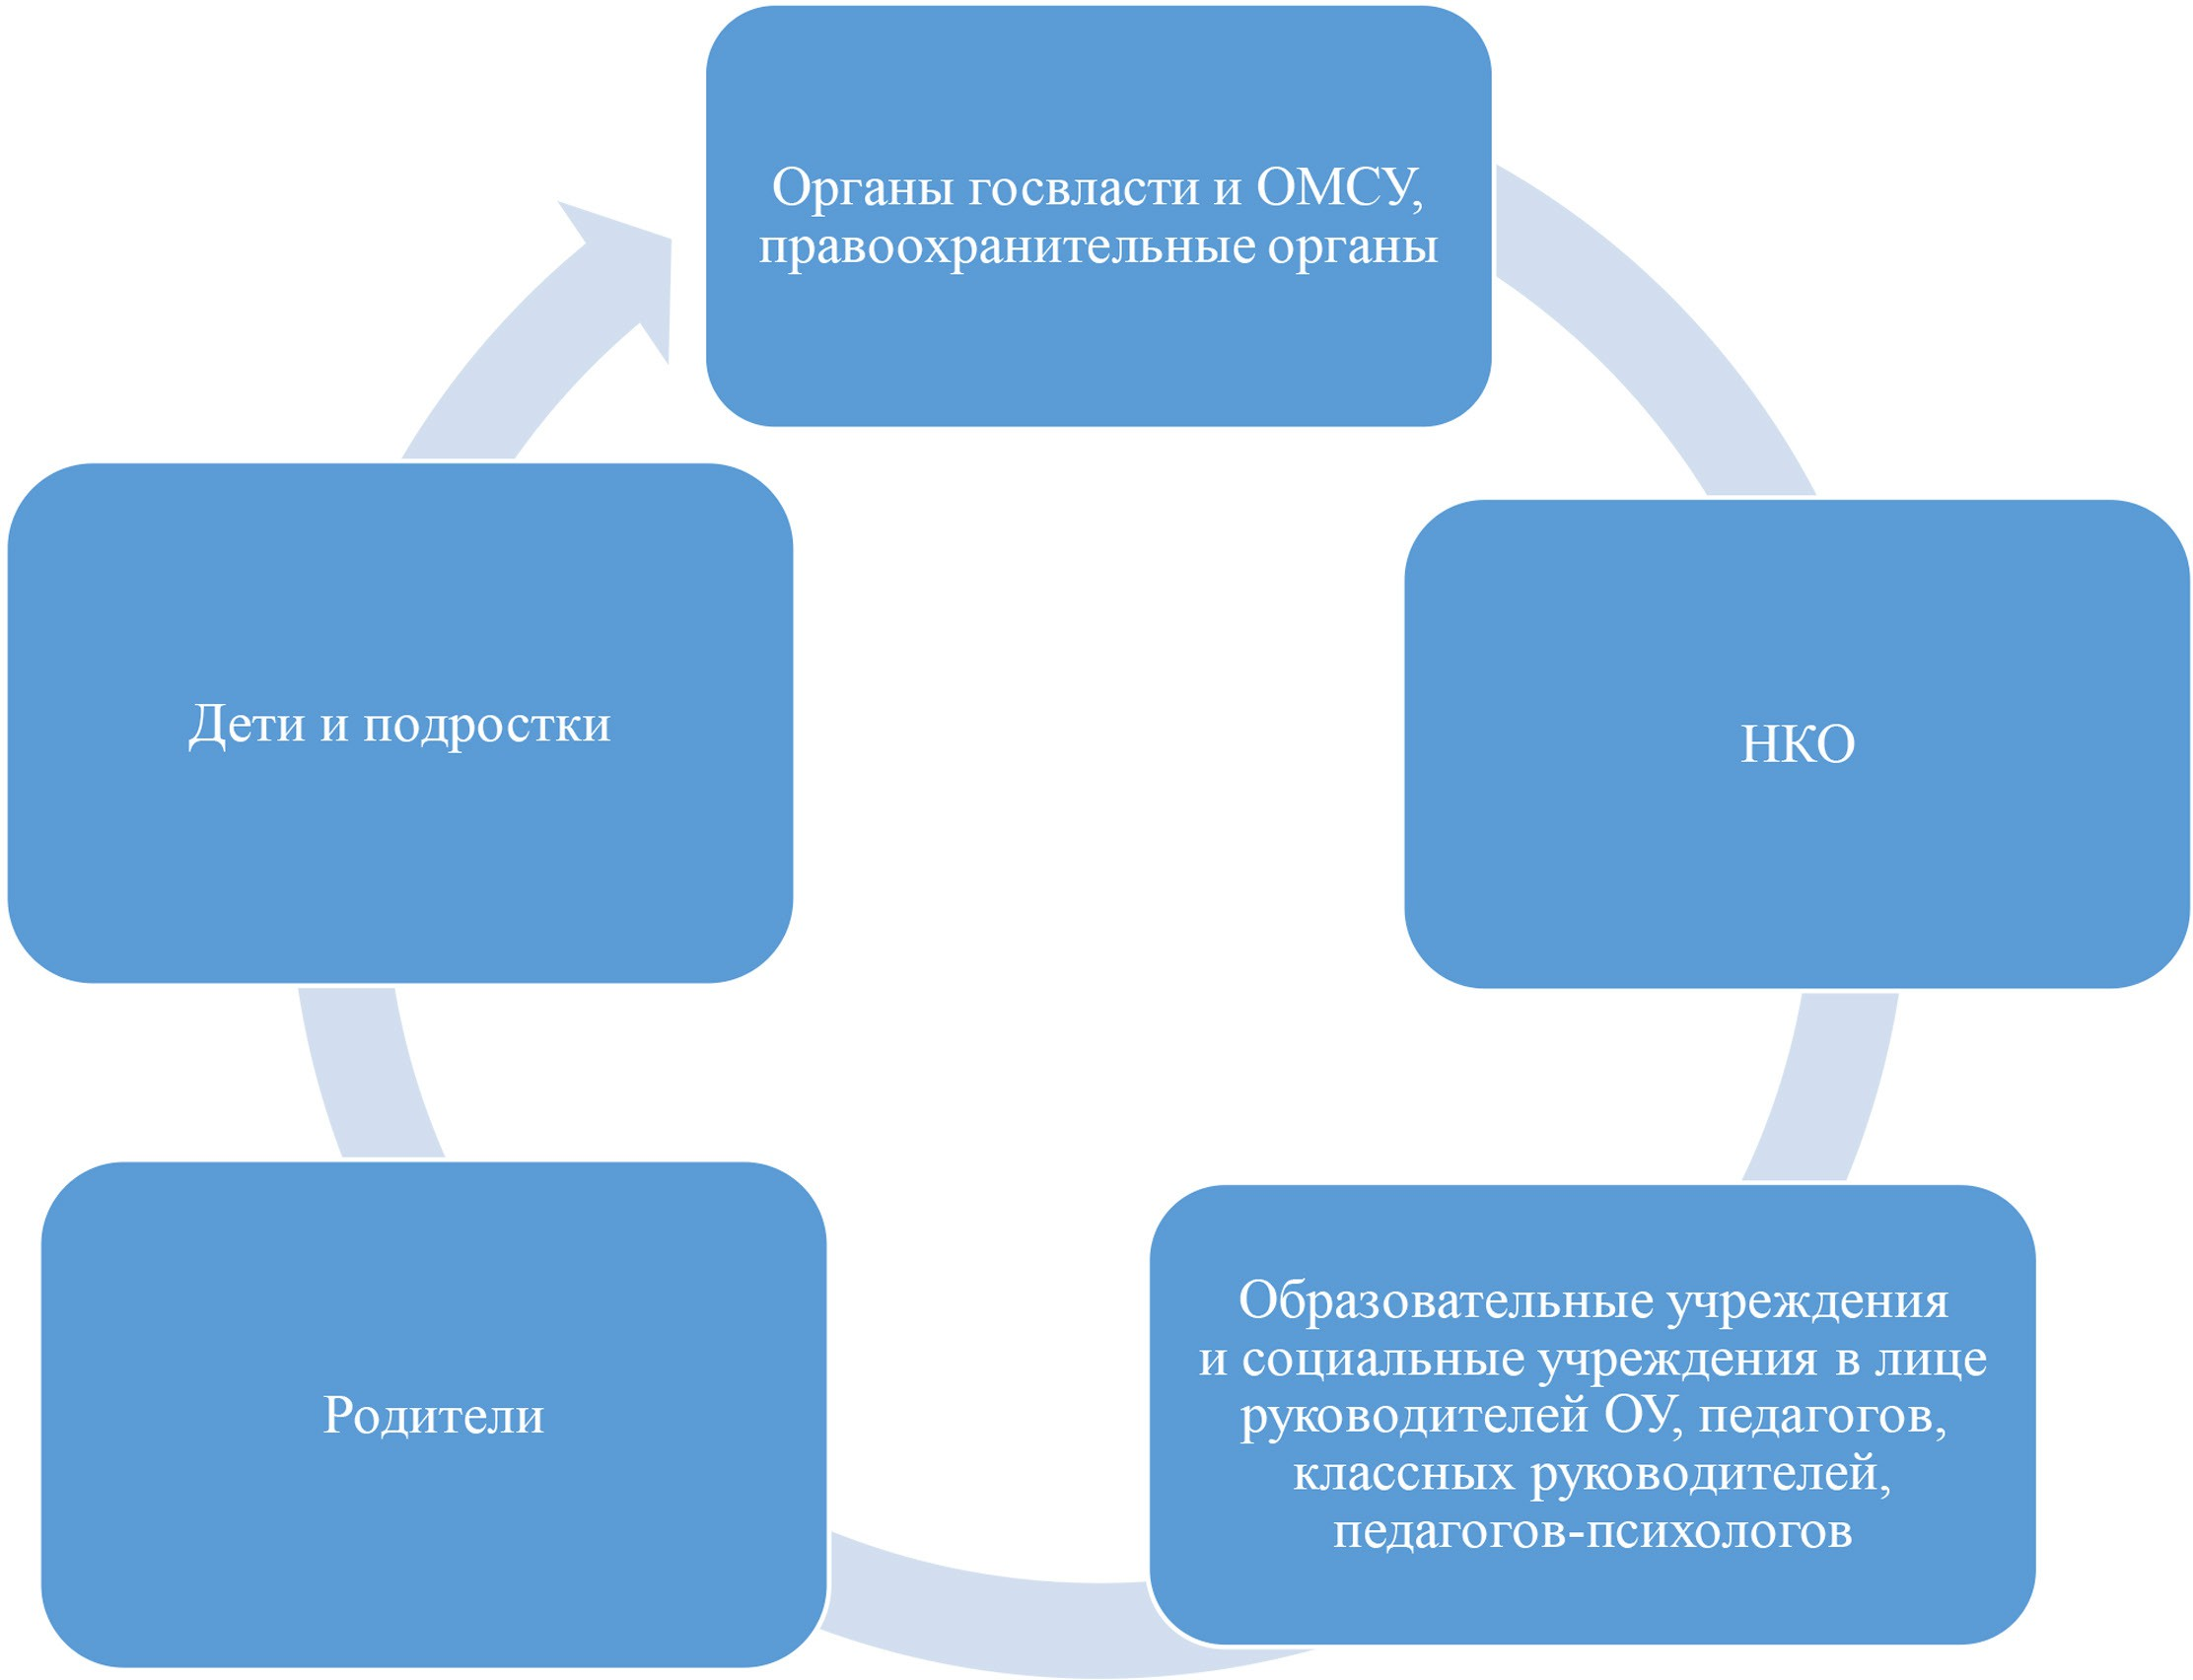 Органы госвласти и ОМСУ,
правоохранительные органы
НКО
Образовательные учреждения
и социальные учреждения в лице
руководителей ОУ, педагогов,
классных руководителей,
педагогов-психологов
Родители
Дети и подростки